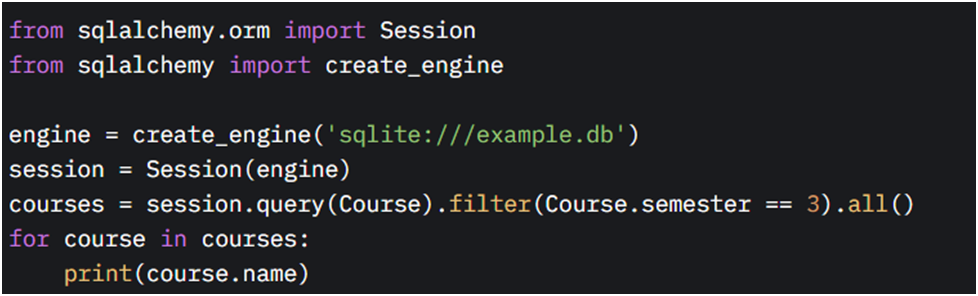 from sqlalchemy.orm import Session
from sqlalchemy import create_engine

engine = create_engine('sqlite:///example.db')
session = Session(engine)
courses = session.query(Course).filter(Course.semester == 3).all()
for course in courses:
    print(course.name)